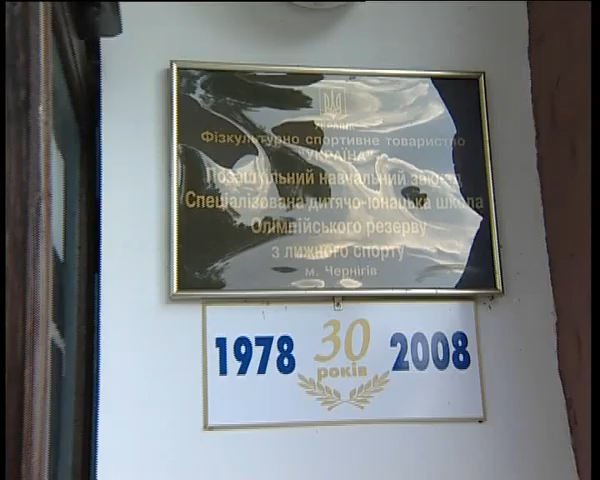 УКРАЇНА
Фізкультурно спортивне товариство
"УКРАЇНА"
Позашкільний навчальний заклад
Спеціалізована дитячо-юнацька школа
Олімпійського резерву
з лижного спорту
м. Чернігів
1978 30 2008
років